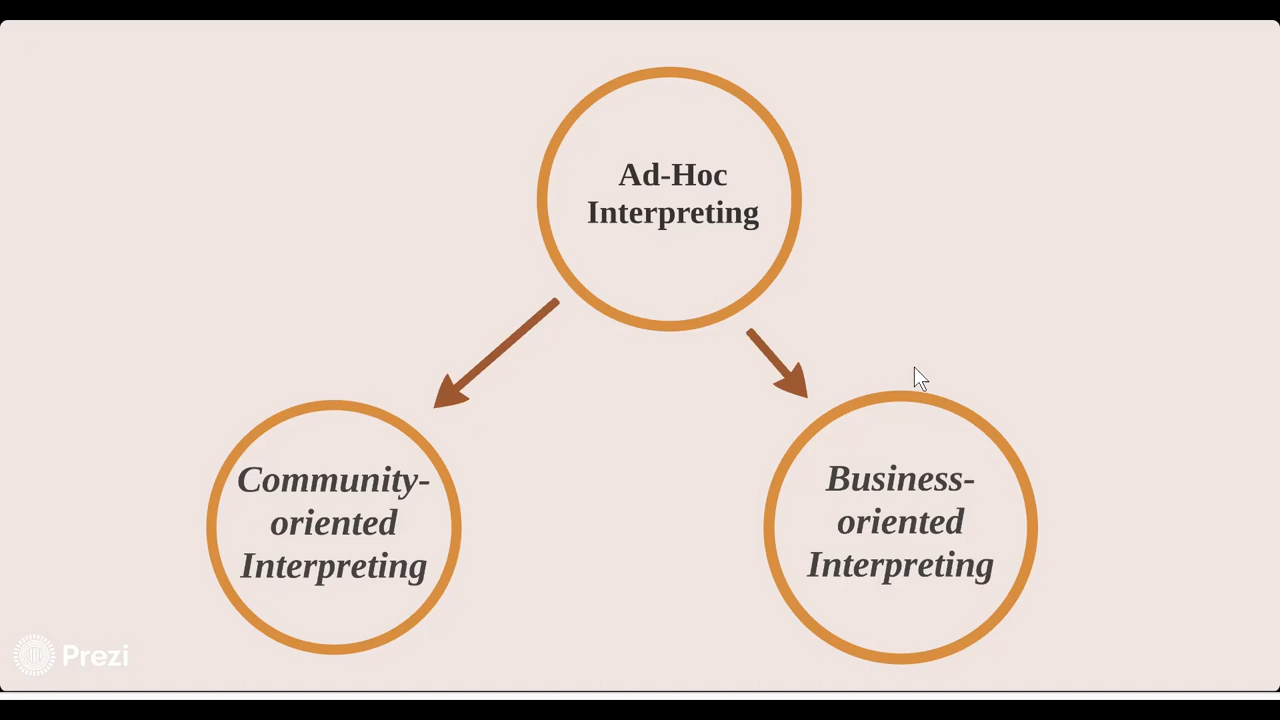 Ad-Hoc
Interpreting
Community-
oriented
Interpreting
Business-
oriented
Interpreting
Prezi